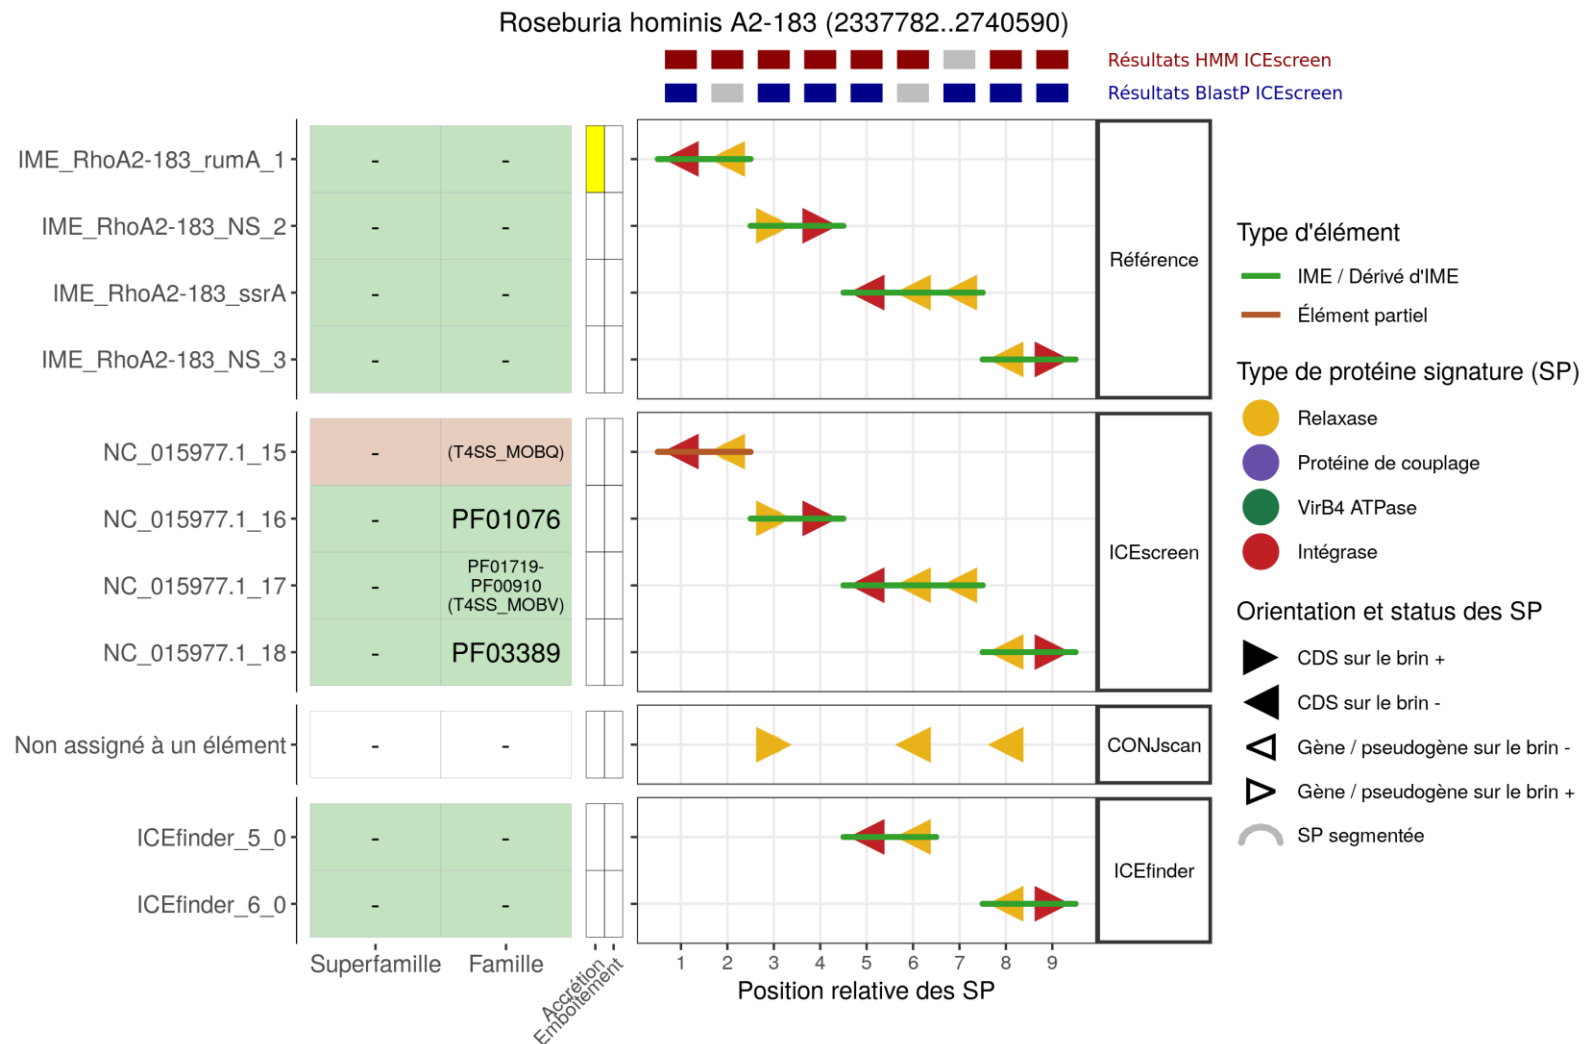 Roseburia hominis A2-183 (2337782..2740590)
Résultats HMM ICEscreen
Résultats BlastP ICEscreen
IME_RhoA2-183_rumA_1 - -
IME_RhoA2-183_NS_2 - -
IME_RhoA2-183_ssrA - -
IME_RhoA2-183_NS_3 - -
Référence
NC_015977.1_15 - (T4SS_MOBQ)
NC_015977.1_16 - PF01076
NC_015977.1_17 - PF01719-
PF00910
(T4SS_MOBV)
NC_015977.1_18 - PF03389
ICEscreen
Non assigné à un élément - -
CONJscan
ICEfinder_5_0 - -
ICEfinder_6_0 - -
ICEfinder
Superfamille Famille
Accrétion
Emboîtement
1 2 3 4 5 6 7 8 9
Position relative des SP
Type d'élément
IME / Dérivé d'IME
Élément partiel
Type de protéine signature (SP)
Relaxase
Protéine de couplage
VirB4 ATPase
Intégrase
Orientation et status des SP
CDS sur le brin +
CDS sur le brin -
Gène / pseudogène sur le brin -
Gène / pseudogène sur le brin +
SP segmentée